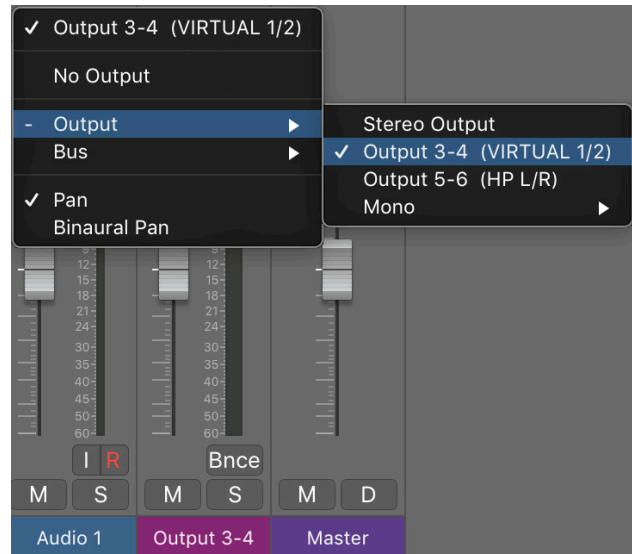 ✓ Output 3-4 (VIRTUAL 1/2)
No Output
- Output ▶
Bus ▶
✓ Pan
Binaural Pan
Stereo Output
✓ Output 3-4 (VIRTUAL 1/2)
Output 5-6 (HP L/R)
Mono ▶
9- 9-
12- 12-
15- 15-
18- 18-
21- 21-
24- 24-
30- 30-
35- 35-
40- 40-
45- 45-
50- 50-
60- 60-
I R Bnce
M S M S M D
Audio 1 Output 3-4 Master